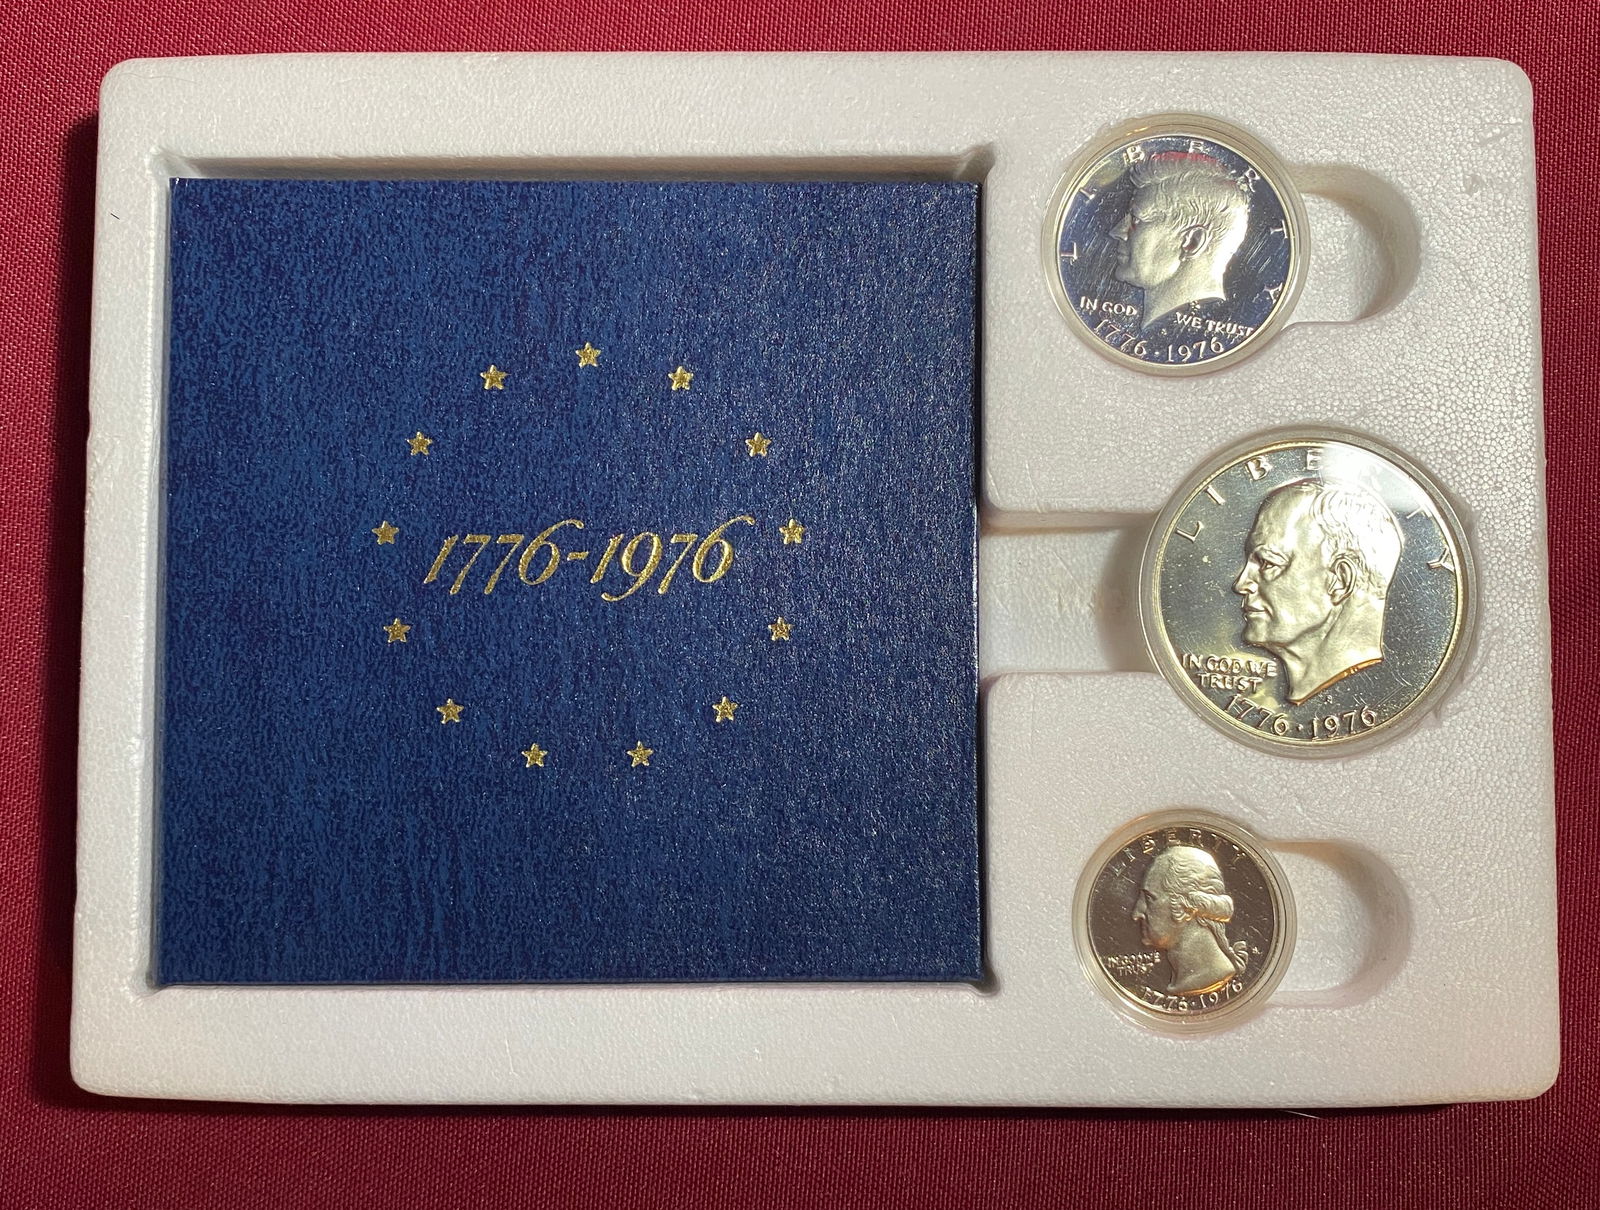 1776-1976
LIBERTY
IN GOD WE TRUST
1776·1976
LIBERTY
IN GOD WE
TRUST
1776·1976
LIBERTY
IN GOD WE
TRUST
1776·1976